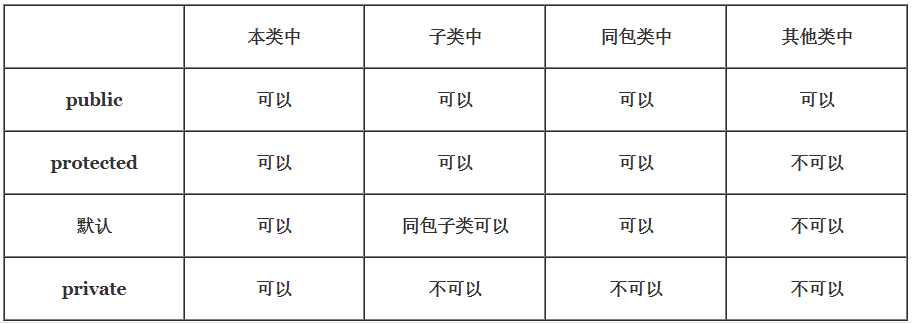 本类中 子类中 同包类中 其他类中
public 可以 可以 可以 可以
protected 可以 可以 可以 不可以
默认 可以 同包子类可以 可以 不可以
private 可以 不可以 不可以 不可以